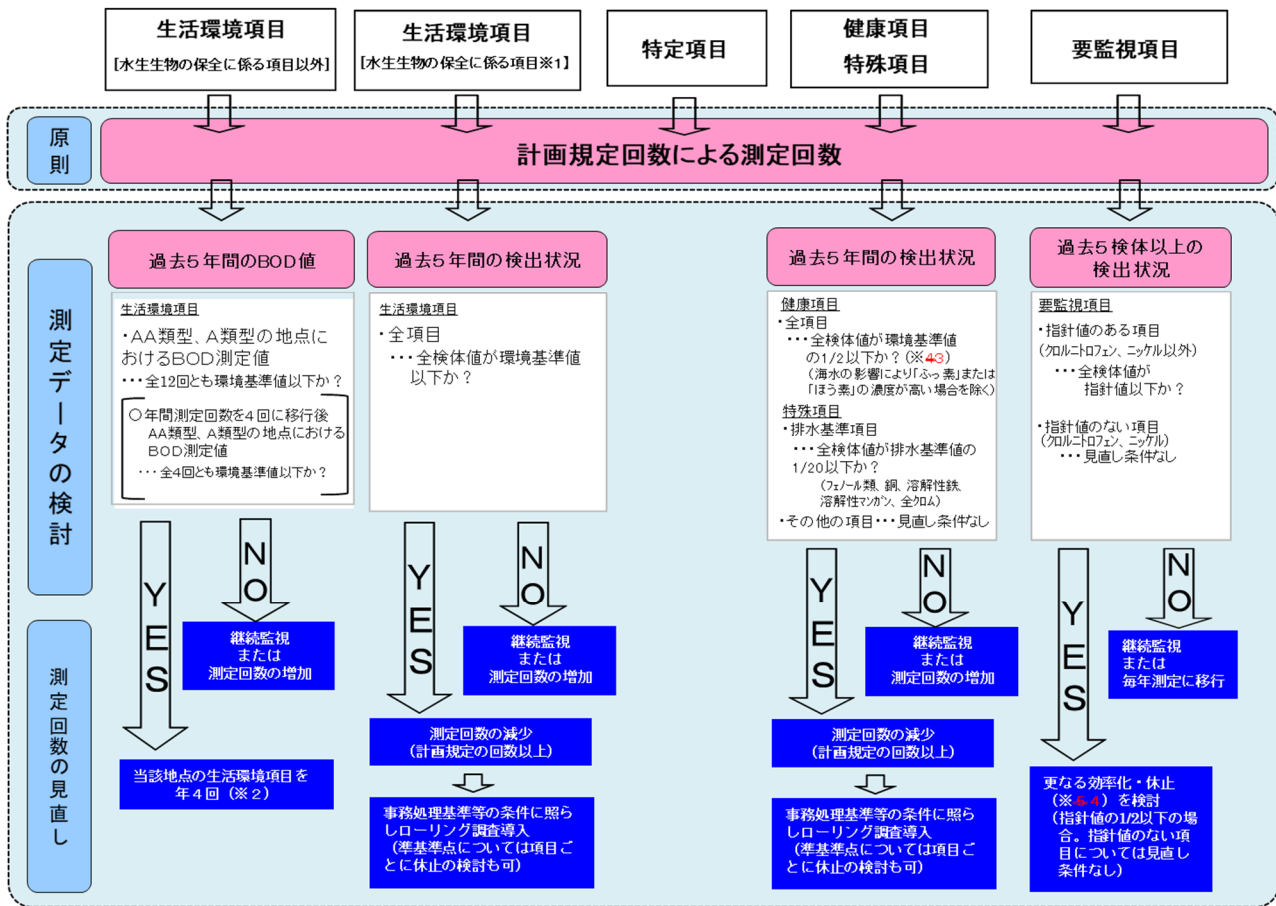 生活環境項目
[水生生物の保全に係る項目以外]
生活環境項目
[水生生物の保全に係る項目※1】
特定項目
健康項目
特殊項目
要監視項目
原則
計画規定回数による測定回数
測定データの検討
過去5年間のBOD値
生活環境項目
・AA類型、A類型の地点に
おけるBOD測定値
・・・全12回とも環境基準値以下か？
○年間測定回数を4回に移行後
AA類型、A類型の地点における
BOD測定値
・・・全4回とも環境基準値以下か？
YES
NO
過去5年間の検出状況
生活環境項目
・全項目
・・・全検体値が環境基準値
以下か？
YES
NO
過去5年間の検出状況
健康項目
・全項目
・・・全検体値が環境基準値
の1/2以下か？(※43)
(海水の影響により「ふっ素」または
「ほう素」の濃度が高い場合を除く)
特殊項目
・排水基準項目
・・・全検体値が排水基準値の
1/20以下か？
(フェノール類、銅、溶解性鉄、
溶解性マンガン、全クロム)
・その他の項目・・・見直し条件なし
YES
NO
過去5検体以上の
検出状況
要監視項目
・指針値のある項目
(クロルニトロフェン、ニッケル以外)
・・・全検体値が
指針値以下か？
・指針値のない項目
(クロルニトロフェン、ニッケル)
・・・見直し条件なし
YES
NO
測定回数の見直し
継続監視
または
測定回数の増加
当該地点の生活環境項目を
年4回（※2）
継続監視
または
測定回数の増加
測定回数の減少
(計画規定の回数以上)
事務処理基準等の条件に照ら
しローリング調査導入
（準基準点については項目ご
とに休止の検討も可）
継続監視
または
測定回数の増加
測定回数の減少
(計画規定の回数以上)
事務処理基準等の条件に照ら
しローリング調査導入
（準基準点については項目ご
とに休止の検討も可）
継続監視
または
毎年測定に移行
更なる効率化・休止
（※5 4）を検討
（指針値の1/2以下の場
合。指針値のない項
目については見直し
条件なし）